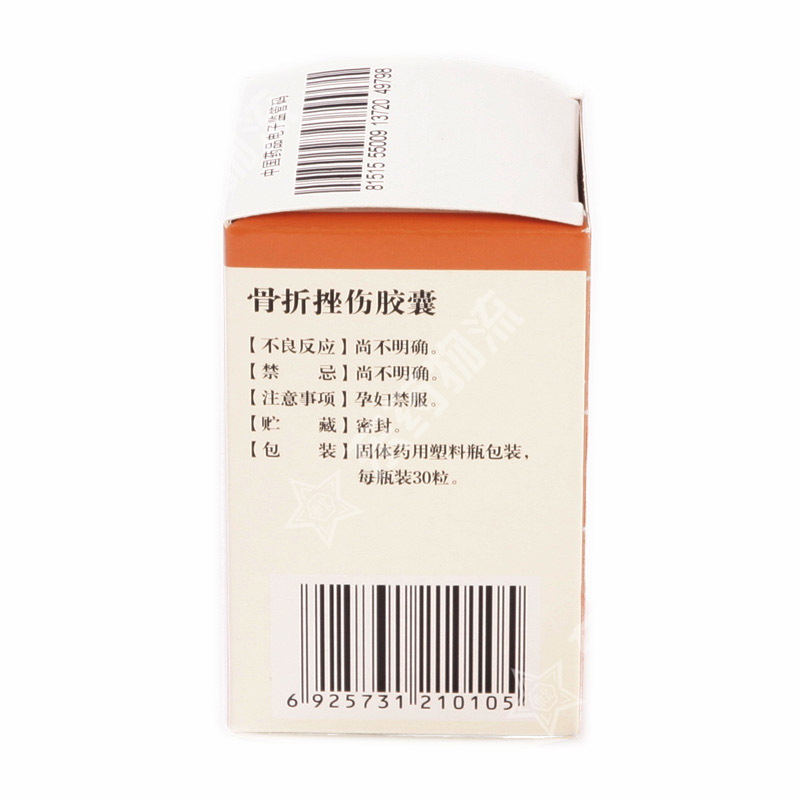 中国药品电子监管码
81515 55009 13720 49798
骨折挫伤胶囊
【不良反应】尚不明确。
【禁 忌】尚不明确。
【注意事项】孕妇禁服。
【贮 藏】密封。
【包 装】固体药用塑料瓶包装，
每瓶装30粒。
6 925731 210105